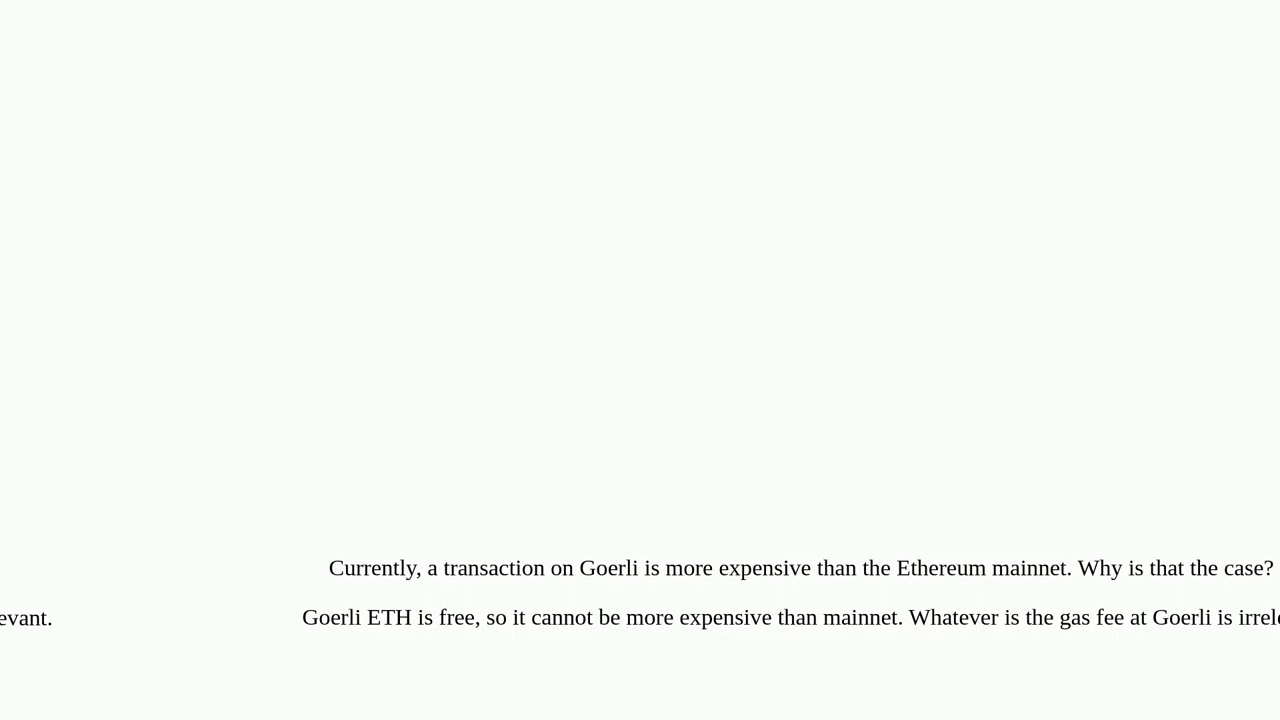 Currently, a transaction on Goerli is more expensive than the Ethereum mainnet. Why is that the case?
evant. Goerli ETH is free, so it cannot be more expensive than mainnet. Whatever is the gas fee at Goerli is irrele